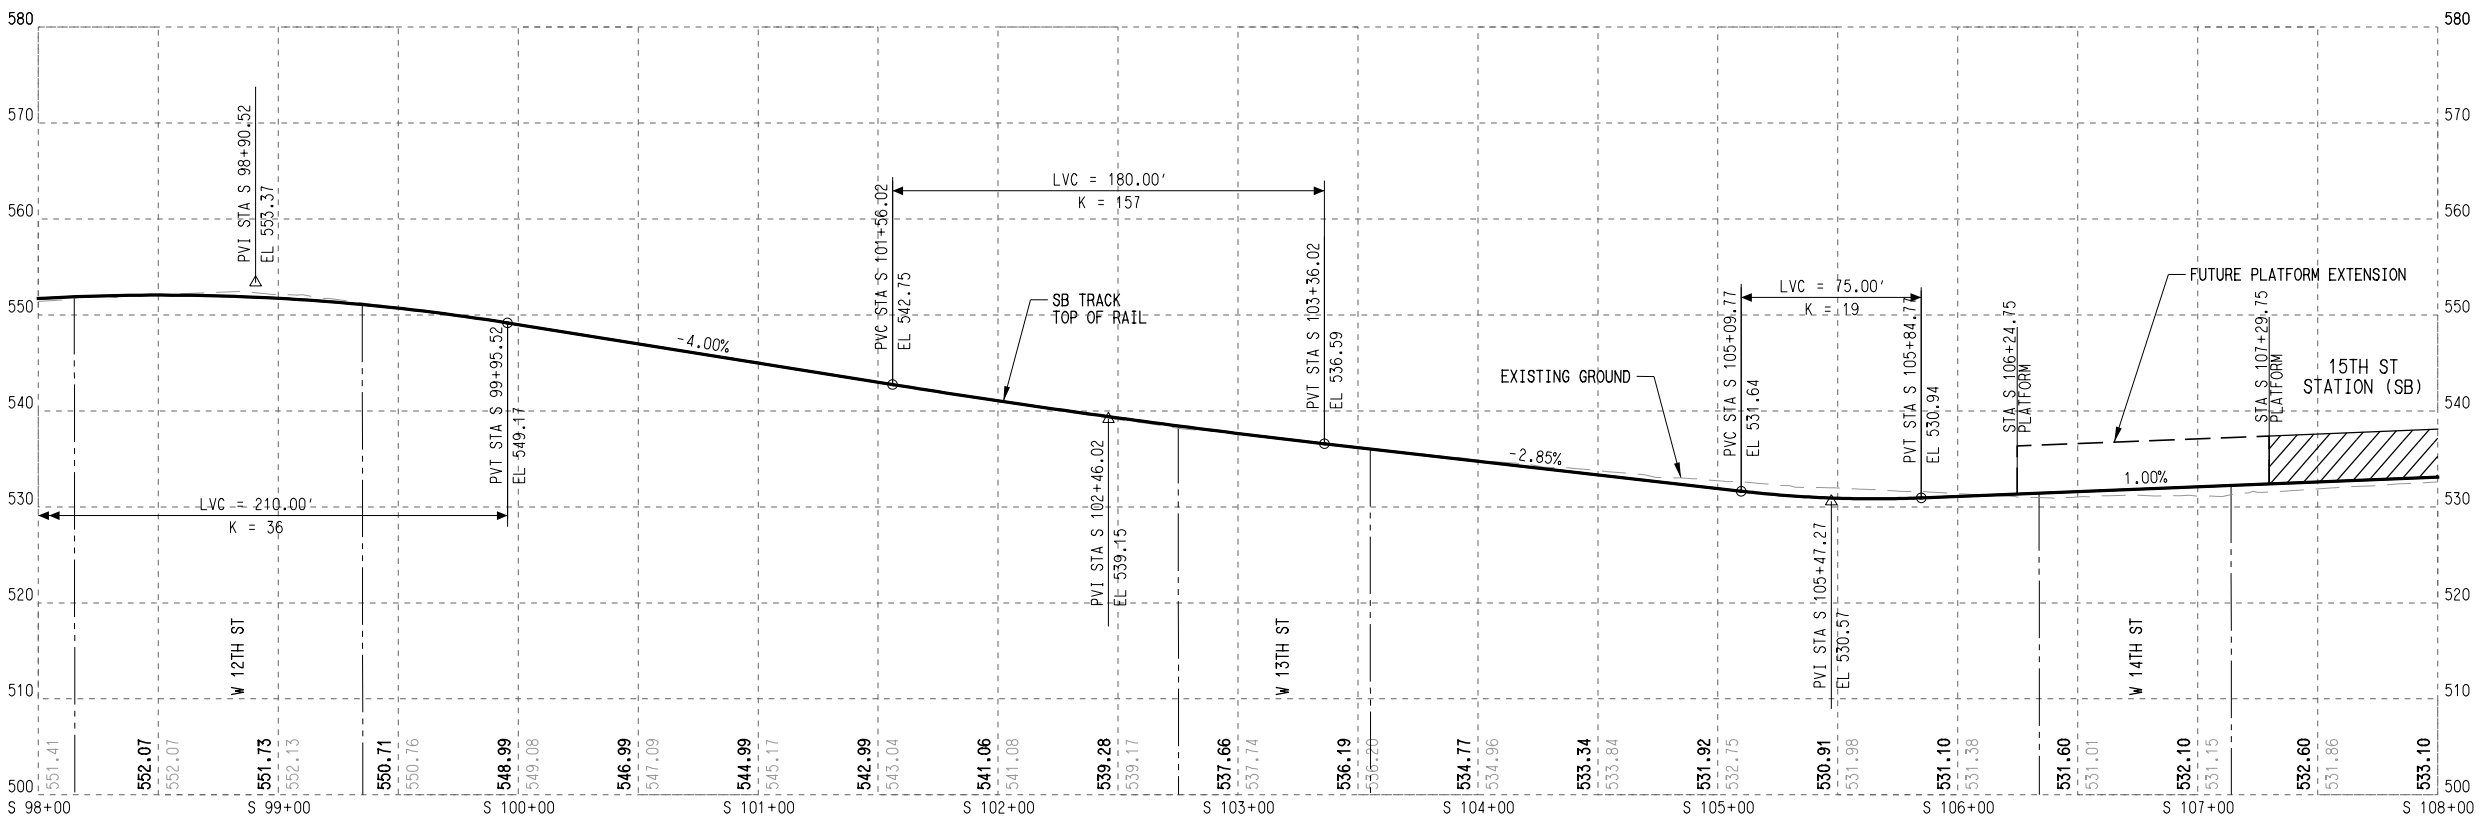 580
580
570
570
560
560
550
550
540
540
530
530
520
520
510
510
500
500
PVI STA S 98+90.52
EL 553.37
LVC = 210.00'
K = 36
PVT STA S 99+95.52
EL 549.17
-4.00%
PVC STA S 101+56.02
EL 542.75
LVC = 180.00'
K = 157
SB TRACK
TOP OF RAIL
PVI STA S 102+46.02
EL 539.15
PVT STA S 103+36.02
EL 536.59
-2.85%
EXISTING GROUND
PVC STA S 105+09.77
EL 531.64
LVC = 75.00'
K = 19
PVI STA S 105+47.27
EL 530.57
PVT STA S 105+84.77
EL 530.94
STA S 106+24.75
PLATFORM
FUTURE PLATFORM EXTENSION
1.00%
STA S 107+29.75
PLATFORM
15TH ST
STATION (SB)
W 12TH ST
W 13TH ST
W 14TH ST
551.41
552.07
552.07
551.73
552.13
550.71
550.76
548.99
549.08
546.99
547.09
544.99
545.17
542.99
543.04
541.06
541.08
539.28
539.17
537.66
537.74
536.19
536.20
534.77
534.96
533.34
533.84
531.92
532.75
530.91
531.98
531.10
531.38
531.60
531.01
532.10
531.15
532.60
531.86
533.10
S 98+00
S 99+00
S 100+00
S 101+00
S 102+00
S 103+00
S 104+00
S 105+00
S 106+00
S 107+00
S 108+00